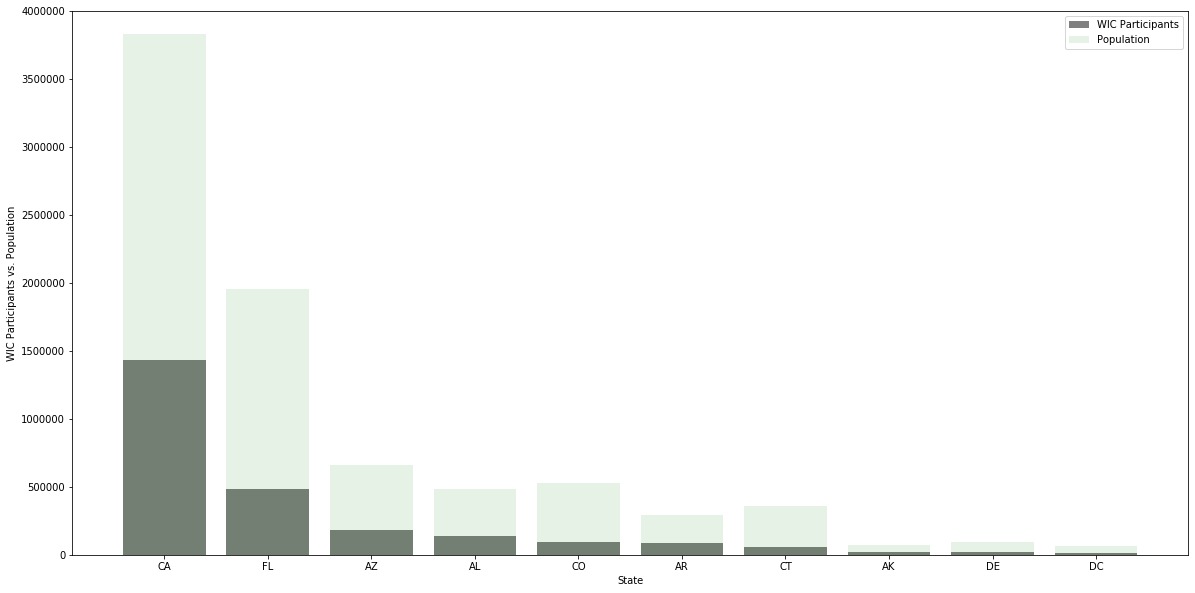 WIC Participants
Population
4000000
3500000
3000000
2500000
2000000
1500000
1000000
500000
0
WIC Participants vs. Population
CA FL AZ AL CO AR CT AK DE DC
State